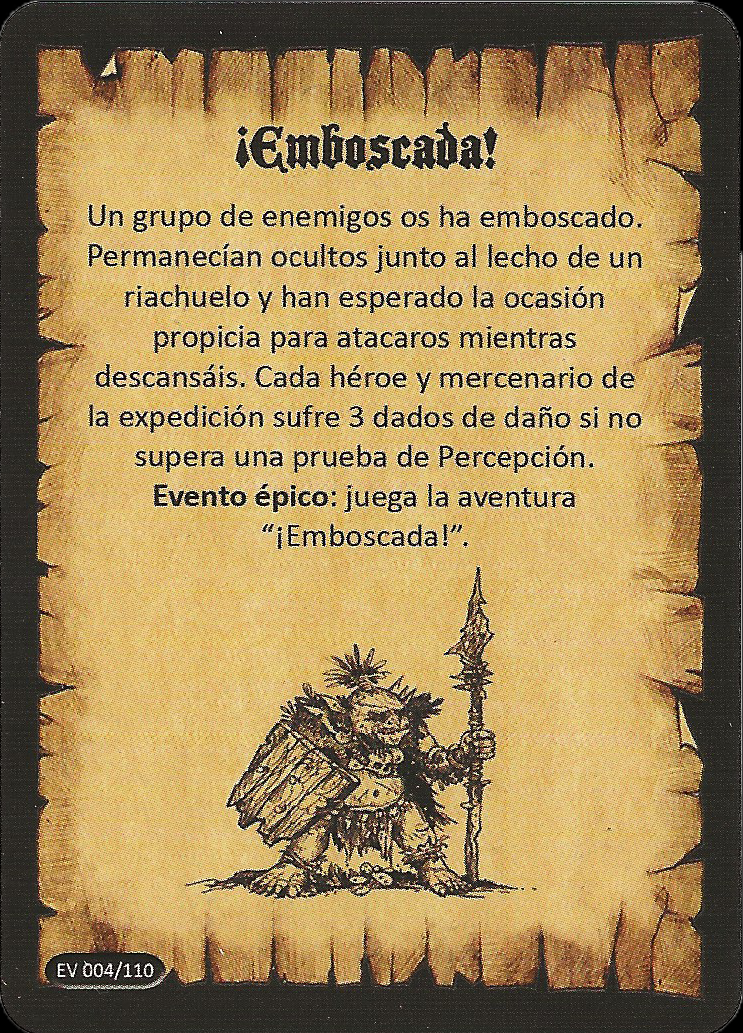 ¡Emboscada!
Un grupo de enemigos os ha emboscado.
Permanecían ocultos junto al lecho de un
riachuelo y han esperado la ocasión
propicia para atacaros mientras
descansáis. Cada héroe y mercenario de
la expedición sufre 3 dados de daño si no
supera una prueba de Percepción.
Evento épico: juega la aventura
“¡Emboscada!”.
EV 004/110